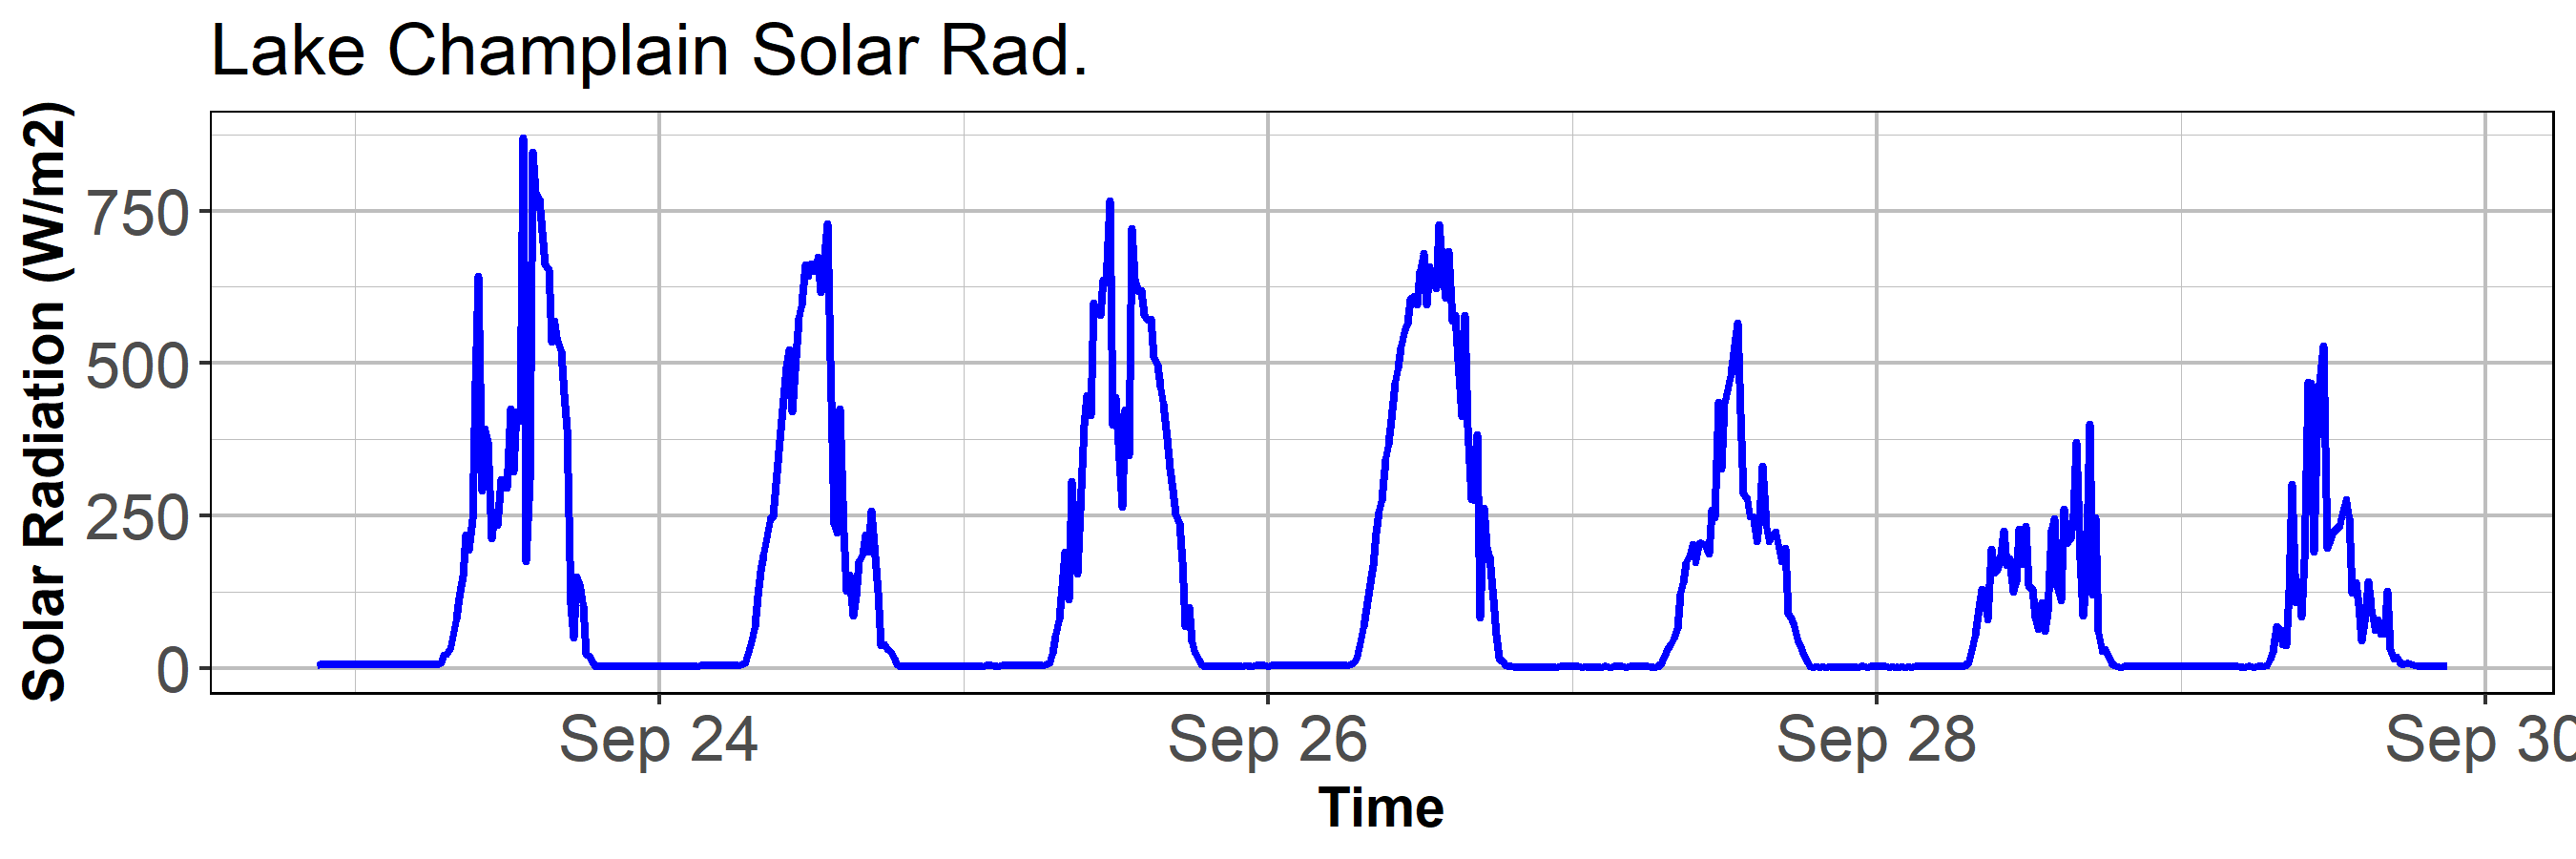 Lake Champlain Solar Rad.
Solar Radiation (W/m2)
750
500
250
0
Sep 24 Sep 26 Sep 28 Sep 30
Time